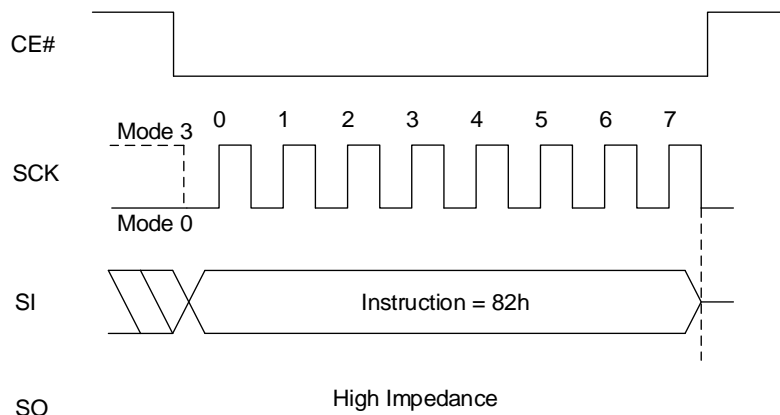 CE#
0 1 2 3 4 5 6 7
Mode 3
SCK
Mode 0
SI
Instruction = 82h
High Impedance
SO